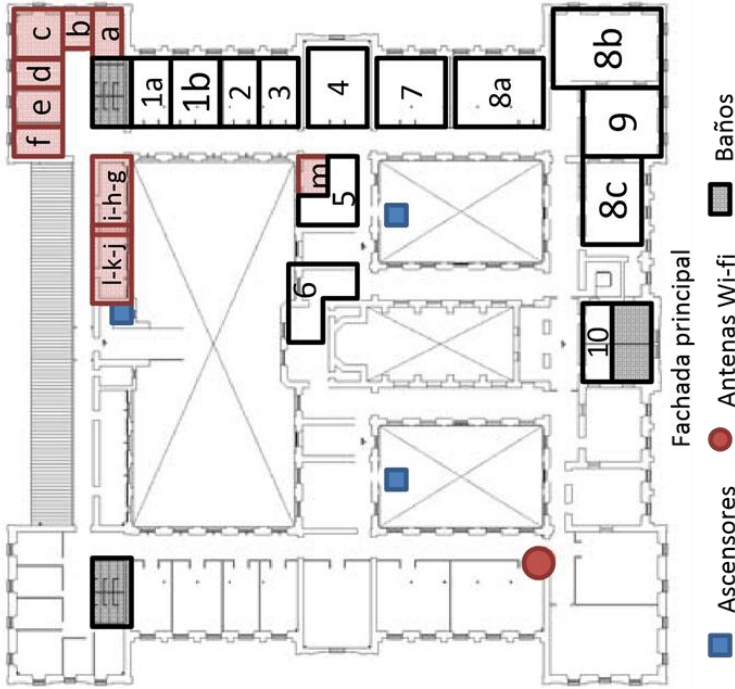 f
e
d
c
b
a
l-k-j
i-h-g
1a
1b
2
3
6
m
5
4
7
8a
10
8c
9
8b
Fachada principal
Ascensores
Antenas Wi-fi
Baños